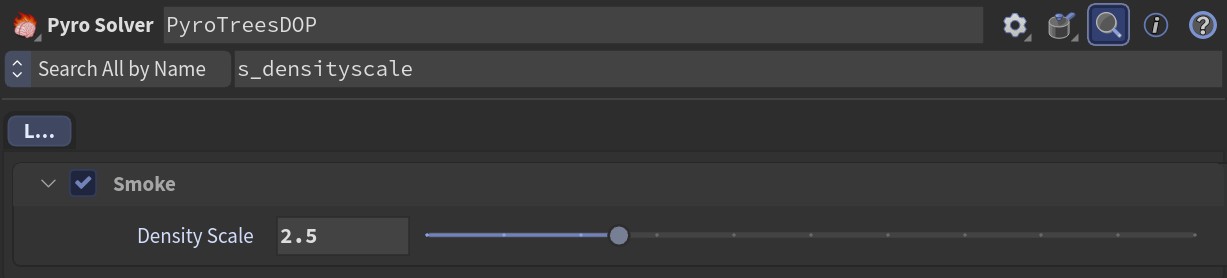 Pyro Solver PyroTreesDOP
Search All by Name s_densityscale
L...
Smoke
Density Scale 2.5